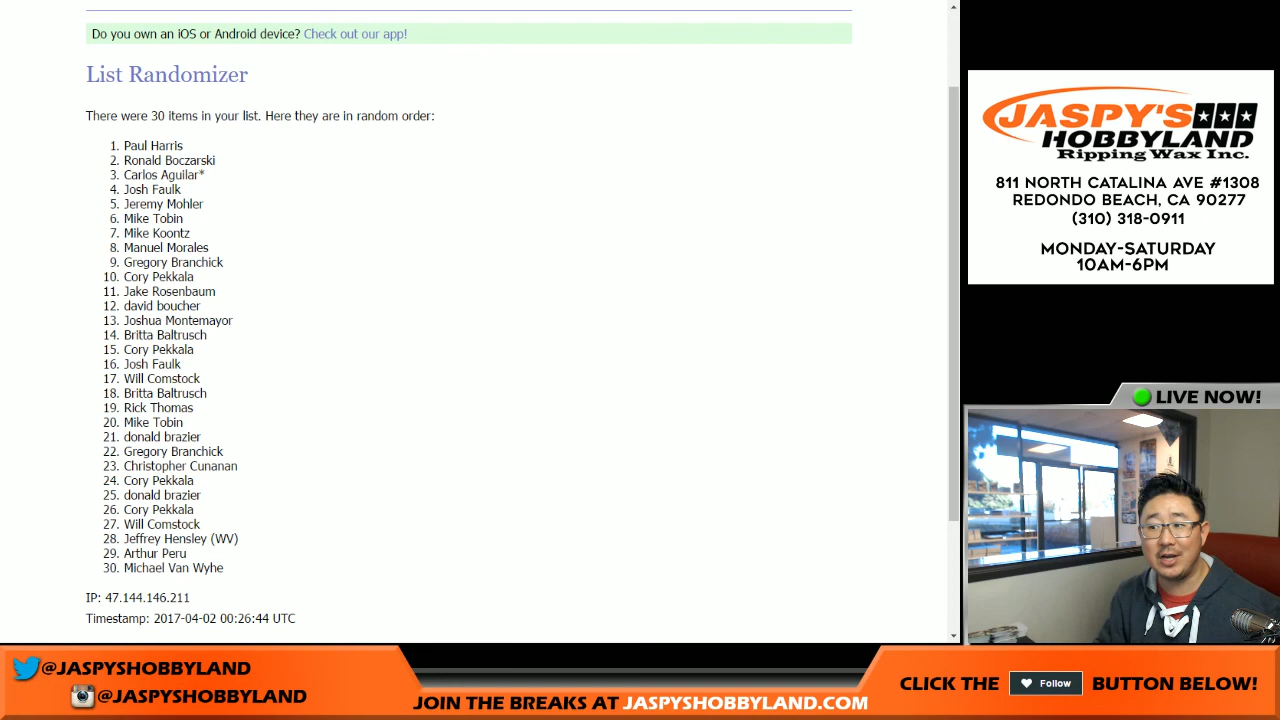 Do you own an iOS or Android device? Check out our app!
List Randomizer
There were 30 items in your list. Here they are in random order:
1. Paul Harris
2. Ronald Boczarski
3. Carlos Aguilar*
4. Josh Faulk
5. Jeremy Mohler
6. Mike Tobin
7. Mike Koontz
8. Manuel Morales
9. Gregory Branchick
10. Cory Pekkala
11. Jake Rosenbaum
12. david boucher
13. Joshua Montemayor
14. Britta Baltrusch
15. Cory Pekkala
16. Josh Faulk
17. Will Comstock
18. Britta Baltrusch
19. Rick Thomas
20. Mike Tobin
21. donald brazier
22. Gregory Branchick
23. Christopher Cunanan
24. Cory Pekkala
25. donald brazier
26. Cory Pekkala
27. Will Comstock
28. Jeffrey Hensley (WV)
29. Arthur Peru
30. Michael Van Wyhe
IP: 47.144.146.211
Timestamp: 2017-04-02 00:26:44 UTC
JASPY'S
HOBBYLAND
Ripping Wax Inc.
811 NORTH CATALINA AVE #1308
REDONDO BEACH, CA 90277
(310) 318-0911
MONDAY-SATURDAY
10AM-6PM
LIVE NOW!
@JASPYSHOBBYLAND
@JASPYSHOBBYLAND
JOIN THE BREAKS AT JASPYSHOBBYLAND.COM
CLICK THE Follow BUTTON BELOW!